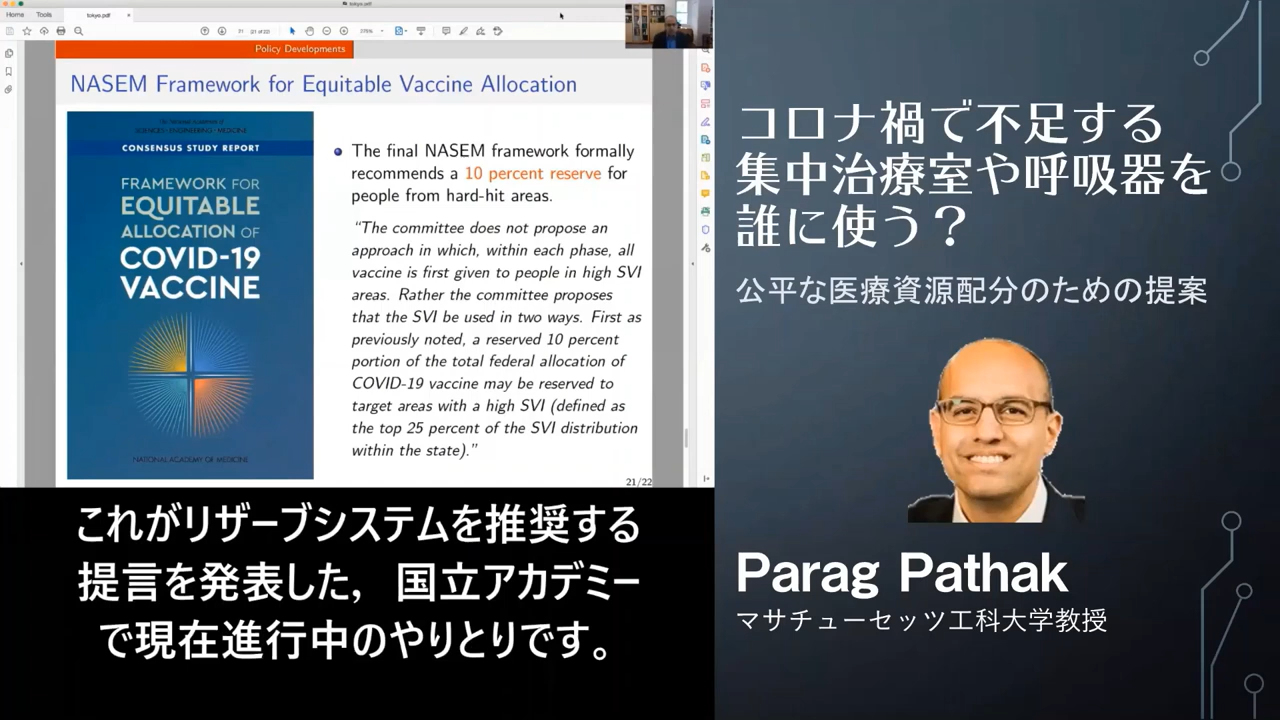 tokyo.pdf
Home
Tools
tokyo.pdf
21
(21 of 22)
Policy Developments
NASEM Framework for Equitable Vaccine Allocation
SCIENCES · ENGINEERING · MEDICINE
CONSENSUS STUDY REPORT
FRAMEWORK FOR
EQUITABLE
ALLOCATION OF
COVID-19
VACCINE
NATIONAL ACADEMY OF MEDICINE
The final NASEM framework formally
recommends a 10 percent reserve for
people from hard-hit areas.
“The committee does not propose an
approach in which, within each phase, all
vaccine is first given to people in high SVI
areas. Rather the committee proposes
that the SVI be used in two ways. First as
previously noted, a reserved 10 percent
portion of the total federal allocation of
COVID-19 vaccine may be reserved to
target areas with a high SVI (defined as
the top 25 percent of the SVI distribution
within the state).”
21/22
これがリザーブシステムを推奨する
提言を発表した, 国立アカデミー
で現在進行中のやりとりです。
コロナ禍で不足する
集中治療室や呼吸器を
誰に使う？
公平な医療資源配分のための提案
Parag Pathak
マサチューセッツ工科大学教授